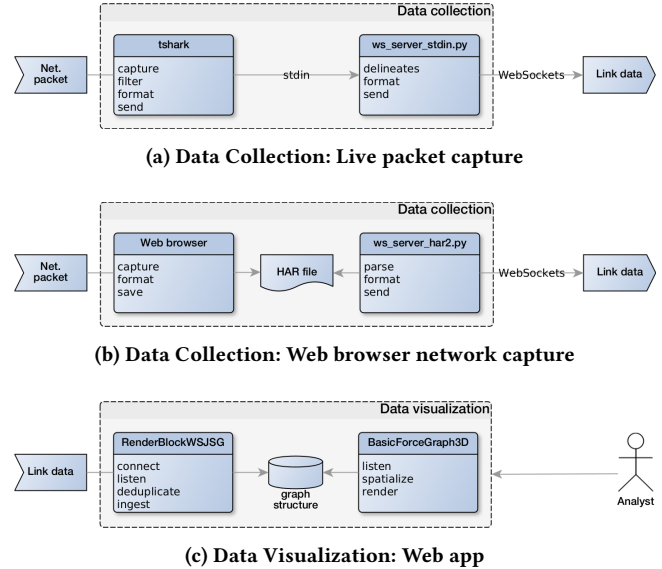 Data collection
Net.
packet
tshark
capture
filter
format
send
stdin
ws_server_stdin.py
delineates
format
send
WebSockets
Link data
(a) Data Collection: Live packet capture
Data collection
Net.
packet
Web browser
capture
format
save
HAR file
ws_server_har2.py
parse
format
send
WebSockets
Link data
(b) Data Collection: Web browser network capture
Data visualization
Link data
RenderBlockWSJSG
connect
listen
deduplicate
ingest
graph
structure
BasicForceGraph3D
listen
spatialize
render
Analyst
(c) Data Visualization: Web app